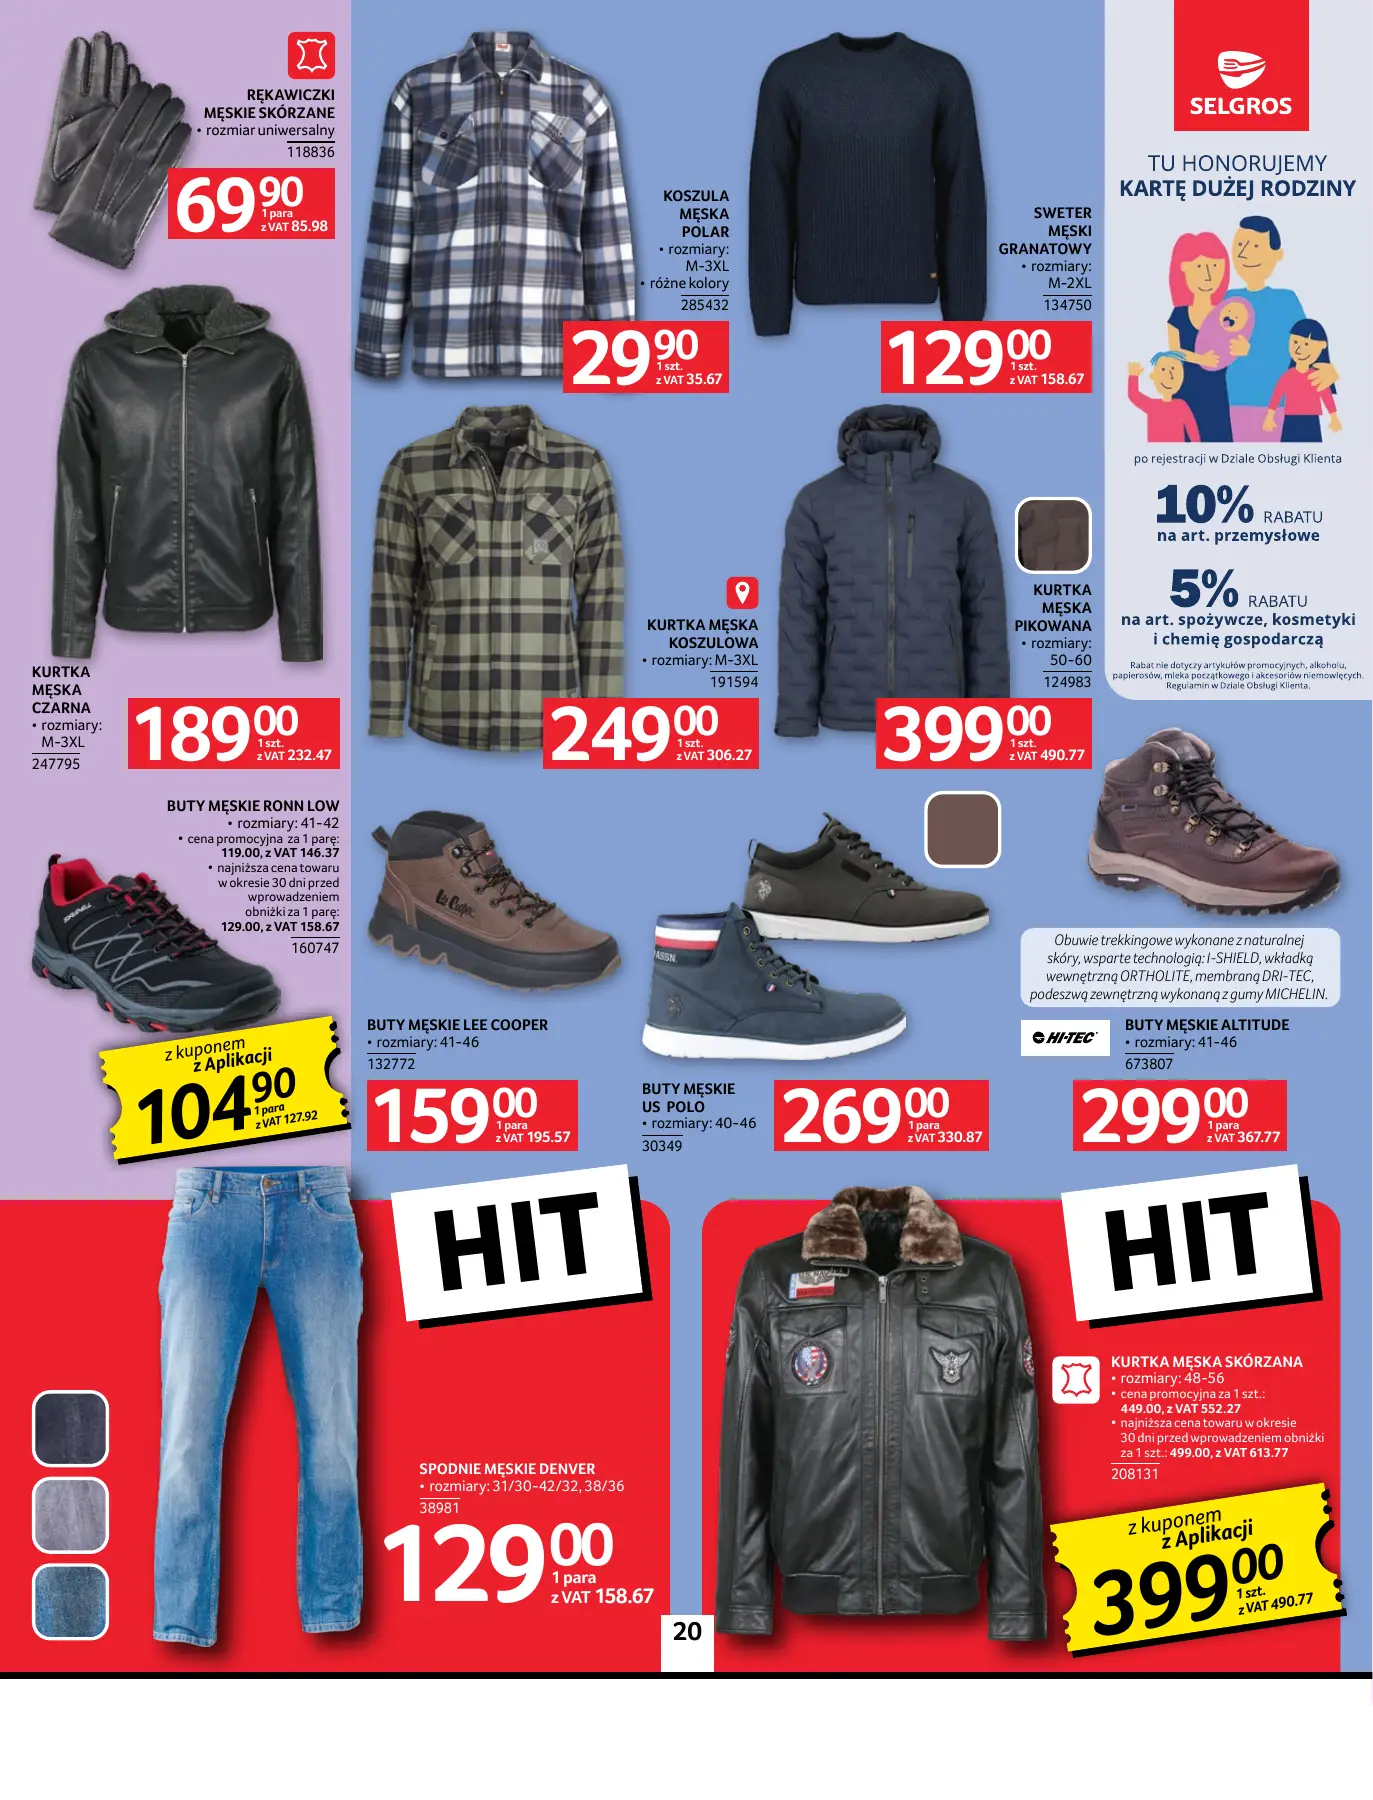 RĘKAWICZKI
MĘSKIE SKÓRZANE
• rozmiar uniwersalny
118836
69 90
1 para
z VAT 85.98
KOSZULA
MĘSKA
POLAR
• rozmiary:
M-3XL
• różne kolory
285432
29 90
1 szt.
z VAT 35.67
SWETER
MĘSKI
GRANATOWY
• rozmiary:
M-2XL
134750
129 00
1 szt.
z VAT 158.67
SELGROS
TU HONORUJEMY
KARTĘ DUŻEJ RODZINY
po rejestracji w Dziale Obsługi Klienta
10% RABATU
na art. przemysłowe
5% RABATU
na art. spożywcze, kosmetyki
i chemię gospodarczą
Rabat nie dotyczy artykułów promocyjnych, alkoholu,
papierosów, mleka początkowego i akcesoriów niemowlęcych.
Regulamin w Dziale Obsługi Klienta.
KURTKA
MĘSKA
CZARNA
• rozmiary:
M-3XL
247795
189 00
1 szt.
z VAT 232.47
KURTKA MĘSKA
KOSZULOWA
• rozmiary: M-3XL
191594
249 00
1 szt.
z VAT 306.27
KURTKA
MĘSKA
PIKOWANA
• rozmiary:
50-60
124983
399 00
1 szt.
z VAT 490.77
BUTY MĘSKIE RONN LOW
• rozmiary: 41-42
• cena promocyjna za 1 parę:
119.00, z VAT 146.37
• najniższa cena towaru
w okresie 30 dni przed
wprowadzeniem
obniżki za 1 parę:
129.00, z VAT 158.67
160747
z kuponem
z Aplikacji
104 90
1 para
z VAT 127.92
Lee Cooper
BUTY MĘSKIE LEE COOPER
• rozmiary: 41-46
132772
159 00
1 para
z VAT 195.57
ASSN.
BUTY MĘSKIE
US POLO
• rozmiary: 40-46
30349
269 00
1 para
z VAT 330.87
Obuwie trekkingowe wykonane z naturalnej
skóry, wsparte technologią: I-SHIELD, wkładką
wewnętrzną ORTHOLITE, membraną DRI-TEC,
podeszwą zewnętrzną wykonaną z gumy MICHELIN.
HI-TEC
BUTY MĘSKIE ALTITUDE
• rozmiary: 41-46
673807
299 00
1 para
z VAT 367.77
HIT
SPODNIE MĘSKIE DENVER
• rozmiary: 31/30-42/32, 38/36
38981
129 00
1 para
z VAT 158.67
HIT
KURTKA MĘSKA SKÓRZANA
• rozmiary: 48-56
• cena promocyjna za 1 szt.:
449.00, z VAT 552.27
• najniższa cena towaru w okresie
30 dni przed wprowadzeniem obniżki
za 1 szt.: 499.00, z VAT 613.77
208131
z kuponem
z Aplikacji
399 00
1 szt.
z VAT 490.77
20